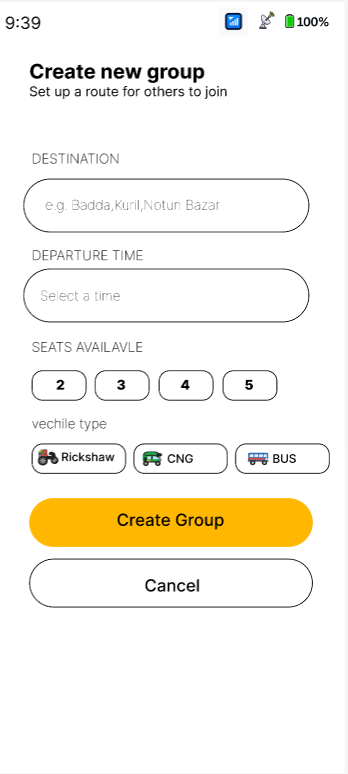 9:39
100%
Create new group
Set up a route for others to join
DESTINATION
e.g. Badda,Kuril,Notun Bazar
DEPARTURE TIME
Select a time
SEATS AVAILAVLE
2 3 4 5
vechile type
Rickshaw CNG BUS
Create Group
Cancel